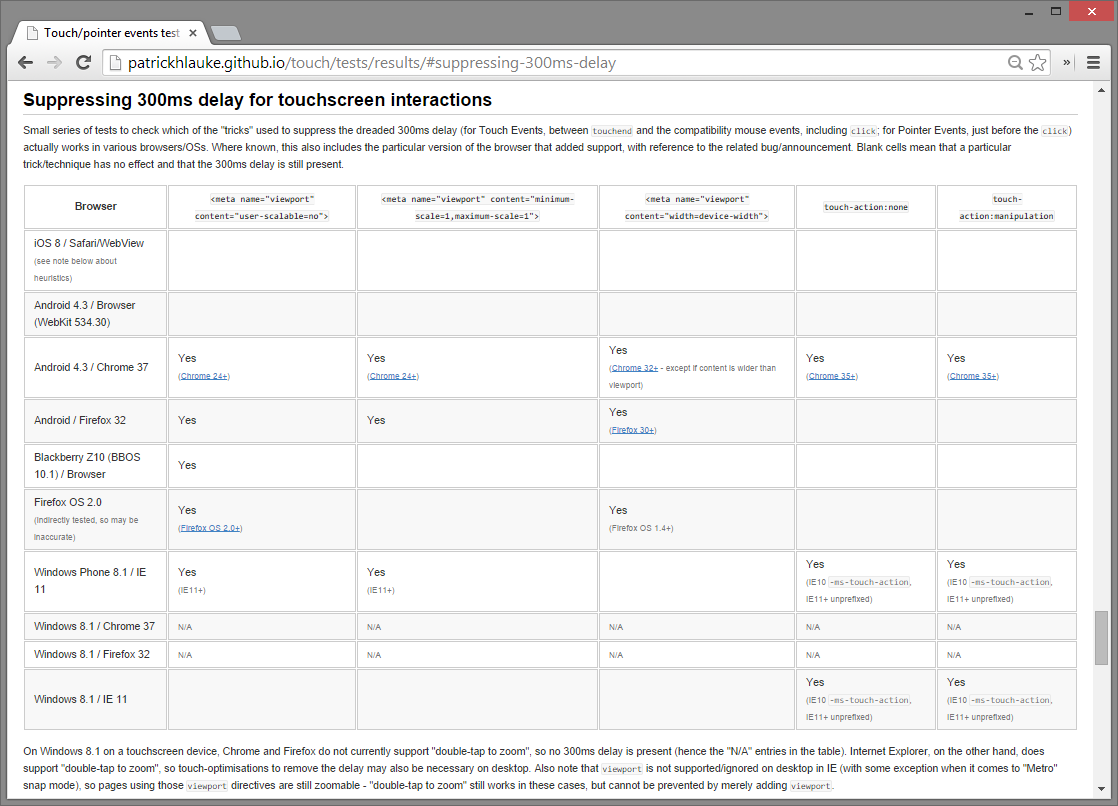 Touch/pointer events test
patrickhlauke.github.io/touch/tests/results/#suppressing-300ms-delay
Suppressing 300ms delay for touchscreen interactions
Small series of tests to check which of the "tricks" used to suppress the dreaded 300ms delay (for Touch Events, between touchend and the compatibility mouse events, including click; for Pointer Events, just before the click)
actually works in various browsers/OSs. Where known, this also includes the particular version of the browser that added support, with reference to the related bug/announcement. Blank cells mean that a particular
trick/technique has no effect and that the 300ms delay is still present.
Browser
<meta name="viewport"
content="user-scalable=no">
<meta name="viewport" content="minimum-
scale=1,maximum-scale=1">
<meta name="viewport"
content="width=device-width">
touch-action:none
touch-
action:manipulation
iOS 8 / Safari/WebView
(see note below about
heuristics)
Android 4.3 / Browser
(WebKit 534.30)
Android 4.3 / Chrome 37
Yes
(Chrome 24+)
Yes
(Chrome 24+)
Yes
(Chrome 32+ - except if content is wider than
viewport)
Yes
(Chrome 35+)
Yes
(Chrome 35+)
Android / Firefox 32
Yes
Yes
Yes
(Firefox 30+)
Blackberry Z10 (BBOS
10.1) / Browser
Yes
Firefox OS 2.0
(indirectly tested, so may be
inaccurate)
Yes
(Firefox OS 2.0+)
Yes
(Firefox OS 1.4+)
Windows Phone 8.1 / IE
11
Yes
(IE11+)
Yes
(IE11+)
Yes
(IE10 -ms-touch-action,
IE11+ unprefixed)
Yes
(IE10 -ms-touch-action,
IE11+ unprefixed)
Windows 8.1 / Chrome 37
N/A
N/A
N/A
N/A
N/A
Windows 8.1 / Firefox 32
N/A
N/A
N/A
N/A
N/A
Windows 8.1 / IE 11
Yes
(IE10 -ms-touch-action,
IE11+ unprefixed)
Yes
(IE10 -ms-touch-action,
IE11+ unprefixed)
On Windows 8.1 on a touchscreen device, Chrome and Firefox do not currently support "double-tap to zoom", so no 300ms delay is present (hence the "N/A" entries in the table). Internet Explorer, on the other hand, does
support "double-tap to zoom", so touch-optimisations to remove the delay may also be necessary on desktop. Also note that viewport is not supported/ignored on desktop in IE (with some exception when it comes to "Metro"
snap mode), so pages using those viewport directives are still zoomable - "double-tap to zoom" still works in these cases, but cannot be prevented by merely adding viewport.